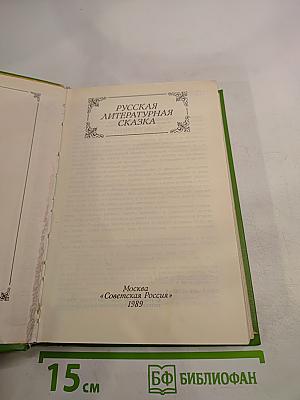 РУССКАЯ
ЛИТЕРАТУРНАЯ
СКАЗКА
Москва
«Советская Россия»
1989
15 см
БФ БИБЛИОФАН